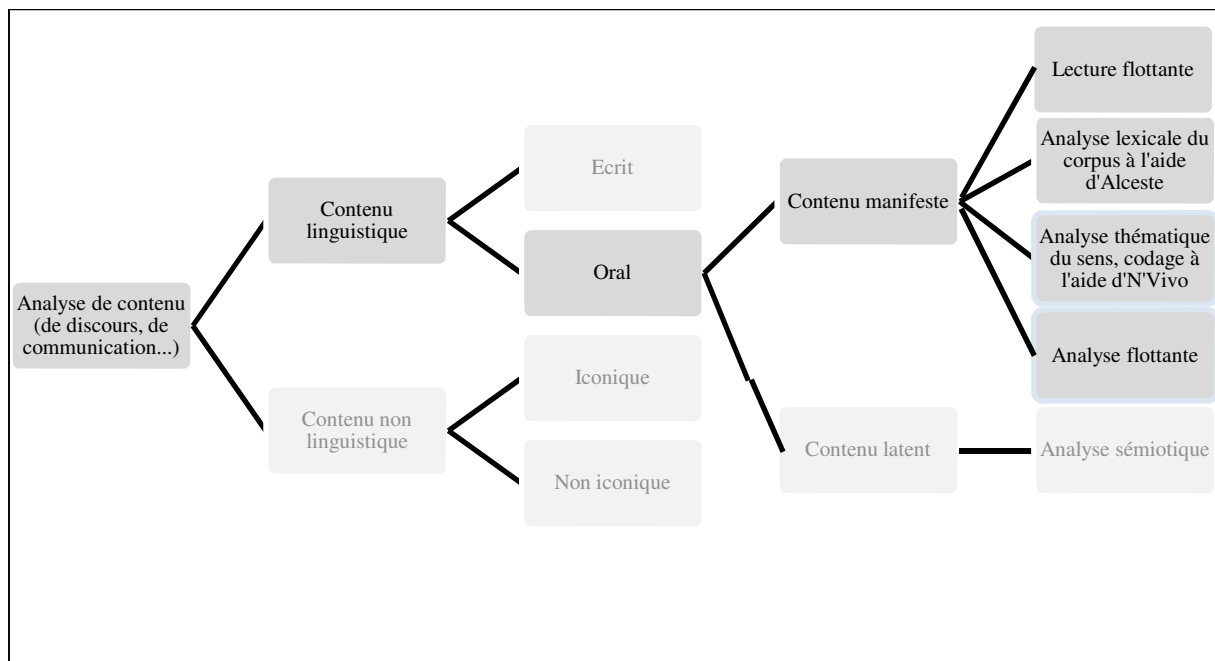 Analyse de contenu
(de discours, de
communication...)
Contenu
linguistique
Contenu non
linguistique
Ecrit
Oral
Iconique
Non iconique
Contenu manifeste
Contenu latent
Lecture flottante
Analyse lexicale du
corpus à l'aide
d'Alceste
Analyse thématique
du sens, codage à
l'aide d'N'Vivo
Analyse flottante
Analyse sémiotique